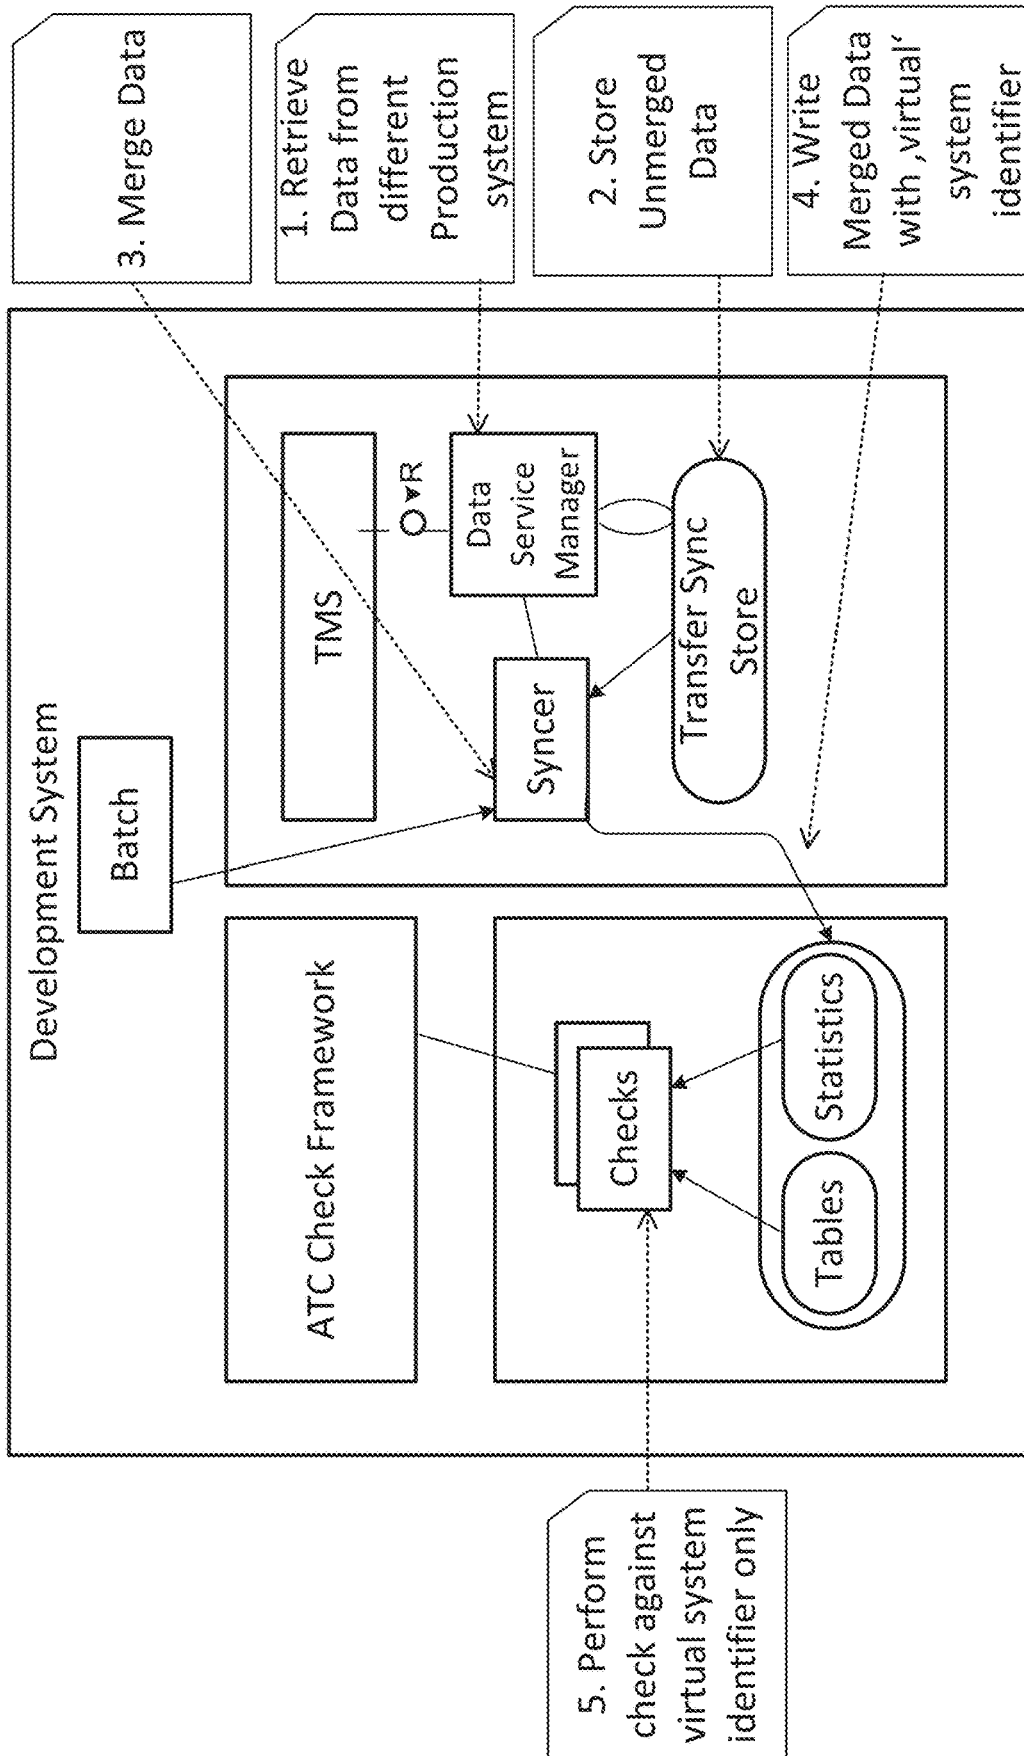 3. Merge Data
1. Retrieve
Data from
different
Production
system
2. Store
Unmerged
Data
4. Write
Merged Data
with ‚virtual‘
system
identifier
Development System
Batch
TMS
R
Data
Service
Manager
Syncer
Transfer Sync
Store
ATC Check Framework
Checks
Tables
Statistics
5. Perform
check against
virtual system
identifier only